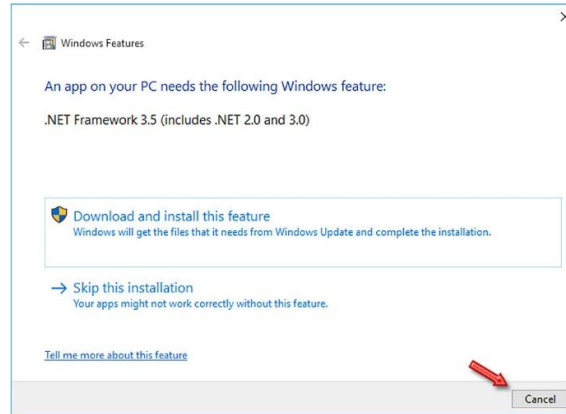 Windows Features
An app on your PC needs the following Windows feature:
.NET Framework 3.5 (includes .NET 2.0 and 3.0)
Download and install this feature
Windows will get the files that it needs from Windows Update and complete the installation.
Skip this installation
Your apps might not work correctly without this feature.
Tell me more about this feature
Cancel